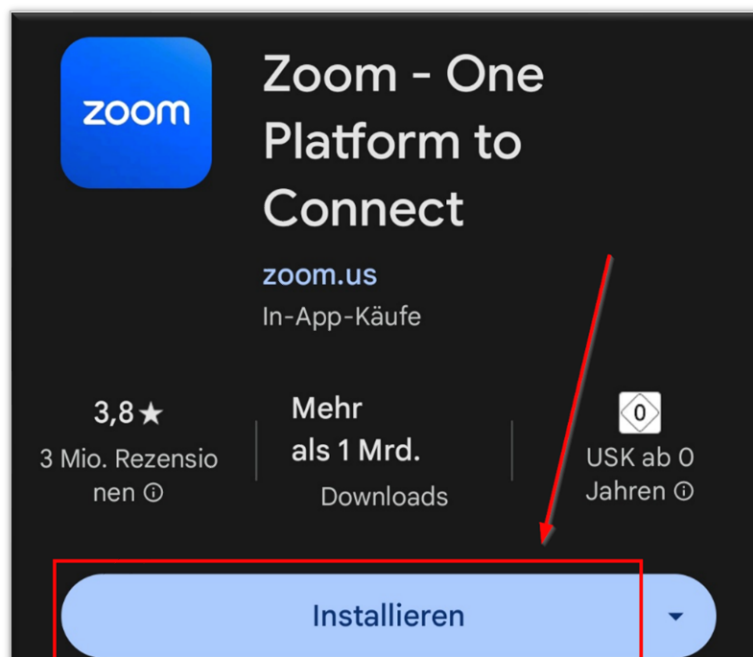 zoom
Zoom - One
Platform to
Connect
zoom.us
In-App-Käufe
3,8★
3 Mio. Rezensio
nen ⓘ
Mehr
als 1 Mrd.
Downloads
0
USK ab 0
Jahren ⓘ
Installieren